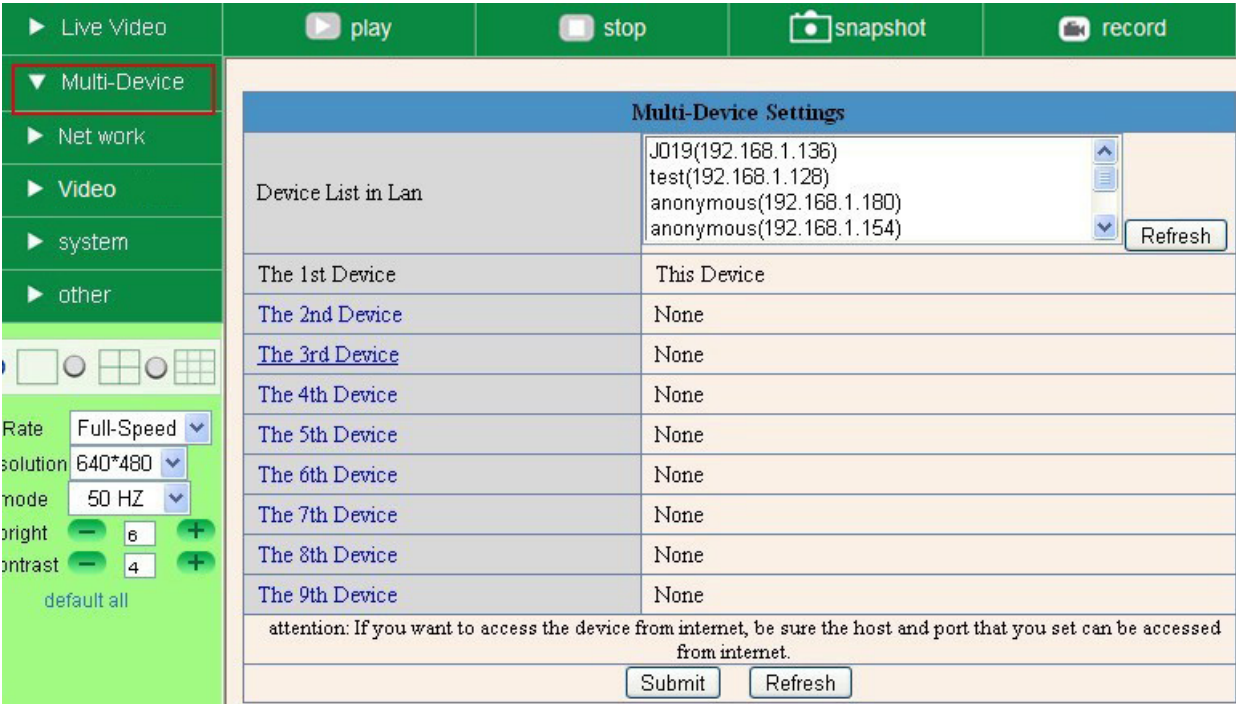 Live Video
play
stop
snapshot
record
Multi-Device
Net work
Video
system
other
Rate Full-Speed
solution 640*480
mode 50 HZ
bright 6
ontrast 4
default all
Multi-Device Settings
Device List in Lan
J019(192.168.1.136)
test(192.168.1.128)
anonymous(192.168.1.180)
anonymous(192.168.1.154)
Refresh
The 1st Device This Device
The 2nd Device None
The 3rd Device None
The 4th Device None
The 5th Device None
The 6th Device None
The 7th Device None
The 8th Device None
The 9th Device None
attention: If you want to access the device from internet, be sure the host and port that you set can be accessed
from internet.
Submit Refresh